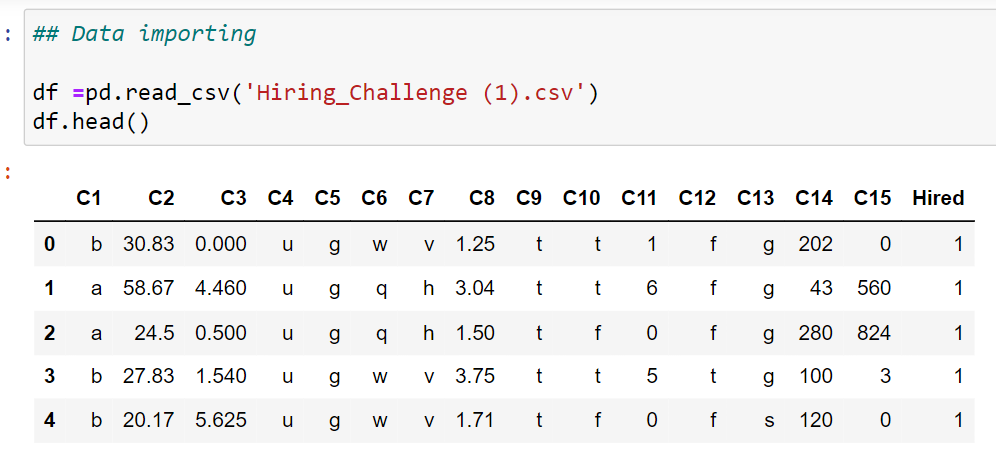 :
## Data importing
df =pd.read_csv('Hiring_Challenge (1).csv')
df.head()
:
C1 C2 C3 C4 C5 C6 C7 C8 C9 C10 C11 C12 C13 C14 C15 Hired
0 b 30.83 0.000 u g w v 1.25 t t 1 f g 202 0 1
1 a 58.67 4.460 u g q h 3.04 t t 6 f g 43 560 1
2 a 24.5 0.500 u g q h 1.50 t f 0 f g 280 824 1
3 b 27.83 1.540 u g w v 3.75 t t 5 t g 100 3 1
4 b 20.17 5.625 u g w v 1.71 t f 0 f s 120 0 1